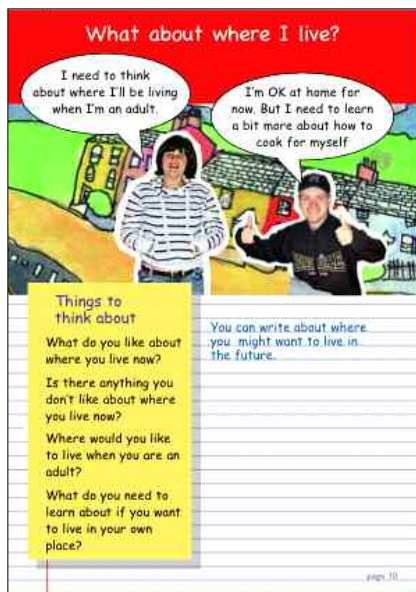 What about where I live?
I need to think
about where I'll be living
when I'm an adult.
I'm OK at home for
now. But I need to learn
a bit more about how to
cook for myself
Things to
think about
What do you like about
where you live now?
Is there anything you
don't like about where
you live now?
Where would you like
to live when you are an
adult?
What do you need to
learn about if you want
to live in your own
place?
You can write about where
you might want to live in
the future.
page 10